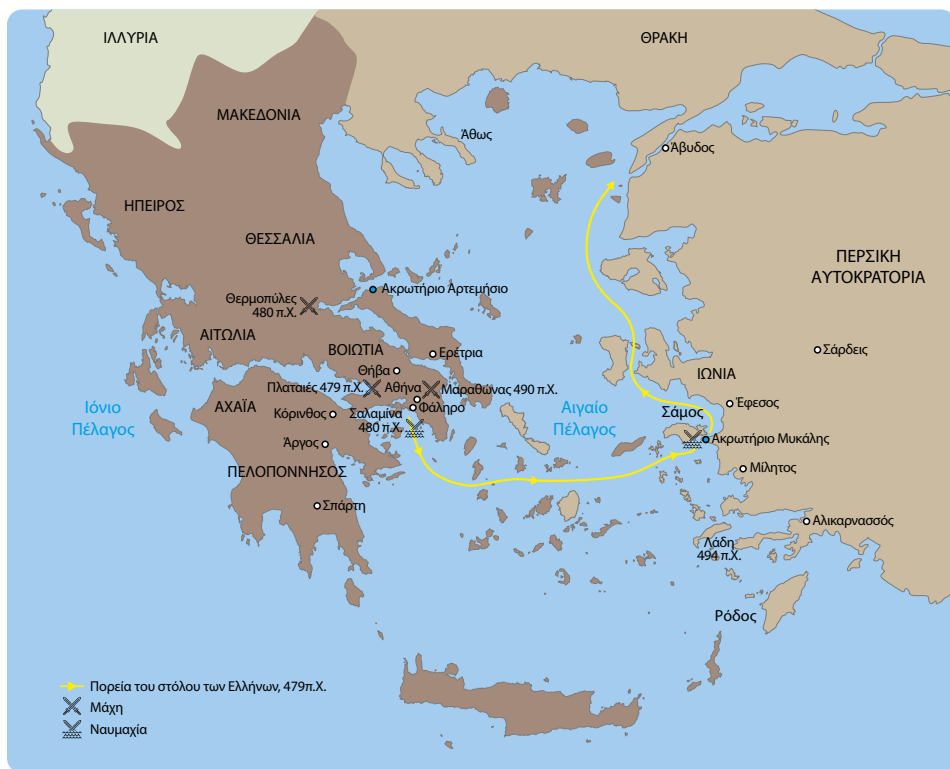 ΙΛΛΥΡΙΑ
ΘΡΑΚΗ
ΜΑΚΕΔΟΝΙΑ
Άθως
Άβυδος
ΗΠΕΙΡΟΣ
ΘΕΣΣΑΛΙΑ
ΠΕΡΣΙΚΗ
ΑΥΤΟΚΡΑΤΟΡΙΑ
Ακρωτήριο Αρτεμήσιο
Θερμοπύλες
480 π.Χ.
ΑΙΤΩΛΙΑ
ΒΟΙΩΤΙΑ
Ερέτρια
Σάρδεις
Θήβα
ΙΩΝΙΑ
Πλαταιές 479 π.Χ.
Αθήνα
Μαραθώνας 490 π.Χ.
Ιόνιο
Πέλαγος
ΑΧΑΪΑ
Κόρινθος
Σαλαμίνα
480 π.Χ.
Φάληρο
Αιγαίο
Πέλαγος
Σάμος
Έφεσος
Άργος
Ακρωτήριο Μυκάλης
ΠΕΛΟΠΟΝΝΗΣΟΣ
Μίλητος
Σπάρτη
Αλικαρνασσός
Λάδη
494 π.Χ.
Ρόδος
Πορεία του στόλου των Ελλήνων, 479π.Χ.
Μάχη
Ναυμαχία